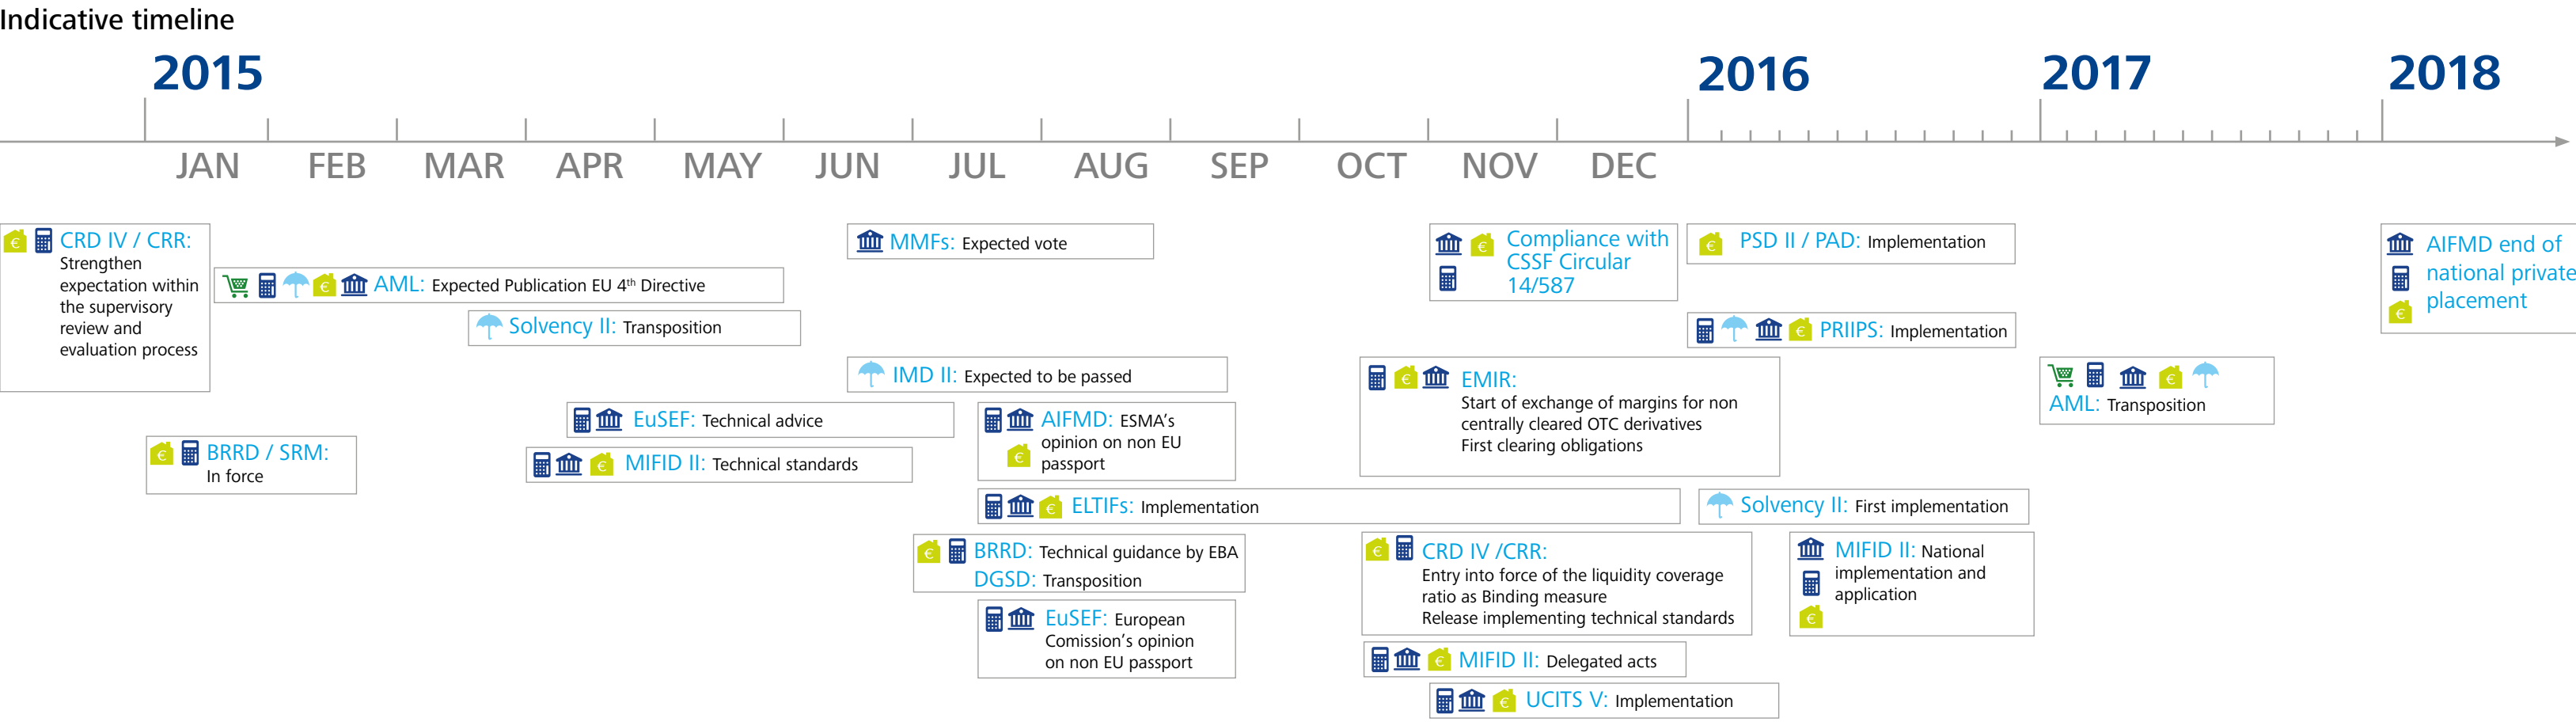 Indicative timeline
2015
2016
2017
2018
JAN
FEB
MAR
APR
MAY
JUN
JUL
AUG
SEP
OCT
NOV
DEC
CRD IV / CRR:
Strengthen
expectation within
the supervisory
review and
evaluation process
AML: Expected Publication EU 4th Directive
Solvency II: Transposition
MMFs: Expected vote
IMD II: Expected to be passed
EuSEF: Technical advice
MIFID II: Technical standards
BRRD / SRM:
In force
AIFMD: ESMA’s
opinion on non EU
passport
ELTIFs: Implementation
BRRD: Technical guidance by EBA
DGSD: Transposition
EuSEF: European
Comission’s opinion
on non EU passport
Compliance with
CSSF Circular
14/587
PSD II / PAD: Implementation
PRIIPS: Implementation
EMIR:
Start of exchange of margins for non
centrally cleared OTC derivatives
First clearing obligations
Solvency II: First implementation
CRD IV /CRR:
Entry into force of the liquidity coverage
ratio as Binding measure
Release implementing technical standards
MIFID II: National
implementation and
application
MIFID II: Delegated acts
UCITS V: Implementation
AML: Transposition
AIFMD end of
national private
placement